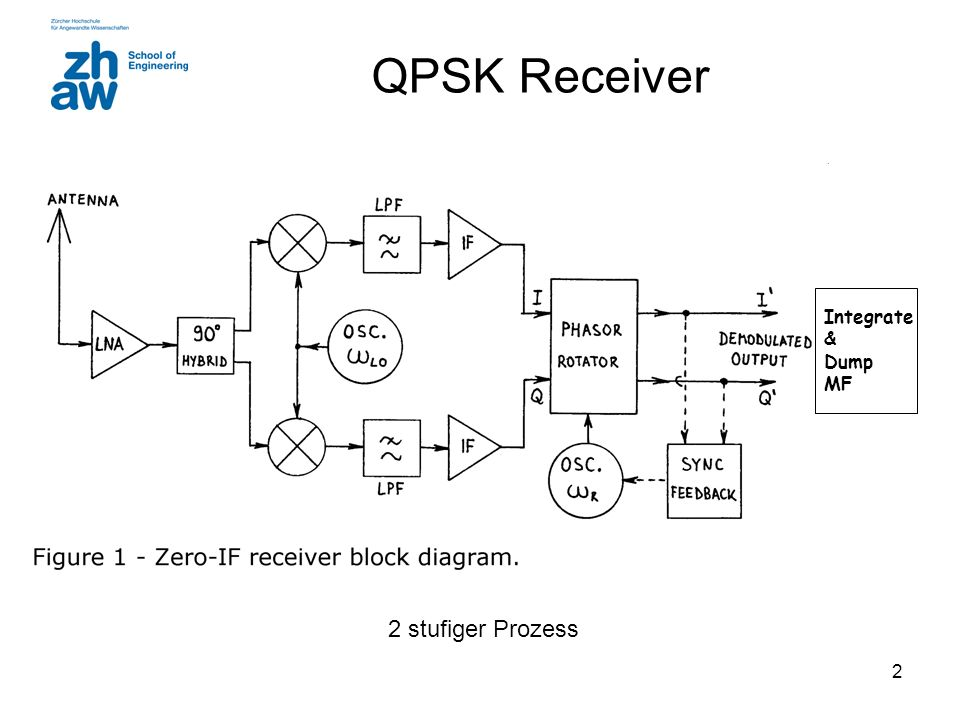 Zürcher Hochschule
für Angewandte Wissenschaften
zh
aw
School of
Engineering
QPSK Receiver
ANTENNA
LPF
IF
LNA
90°
HYBRID
OSC.
ωLO
I
Q
PHASOR
ROTATOR
I'
DEMODULATED
OUTPUT
Q'
Integrate
&
Dump
MF
IF
LPF
OSC.
ωR
SYNC
FEEDBACK
Figure 1 - Zero-IF receiver block diagram.
2 stufiger Prozess
2